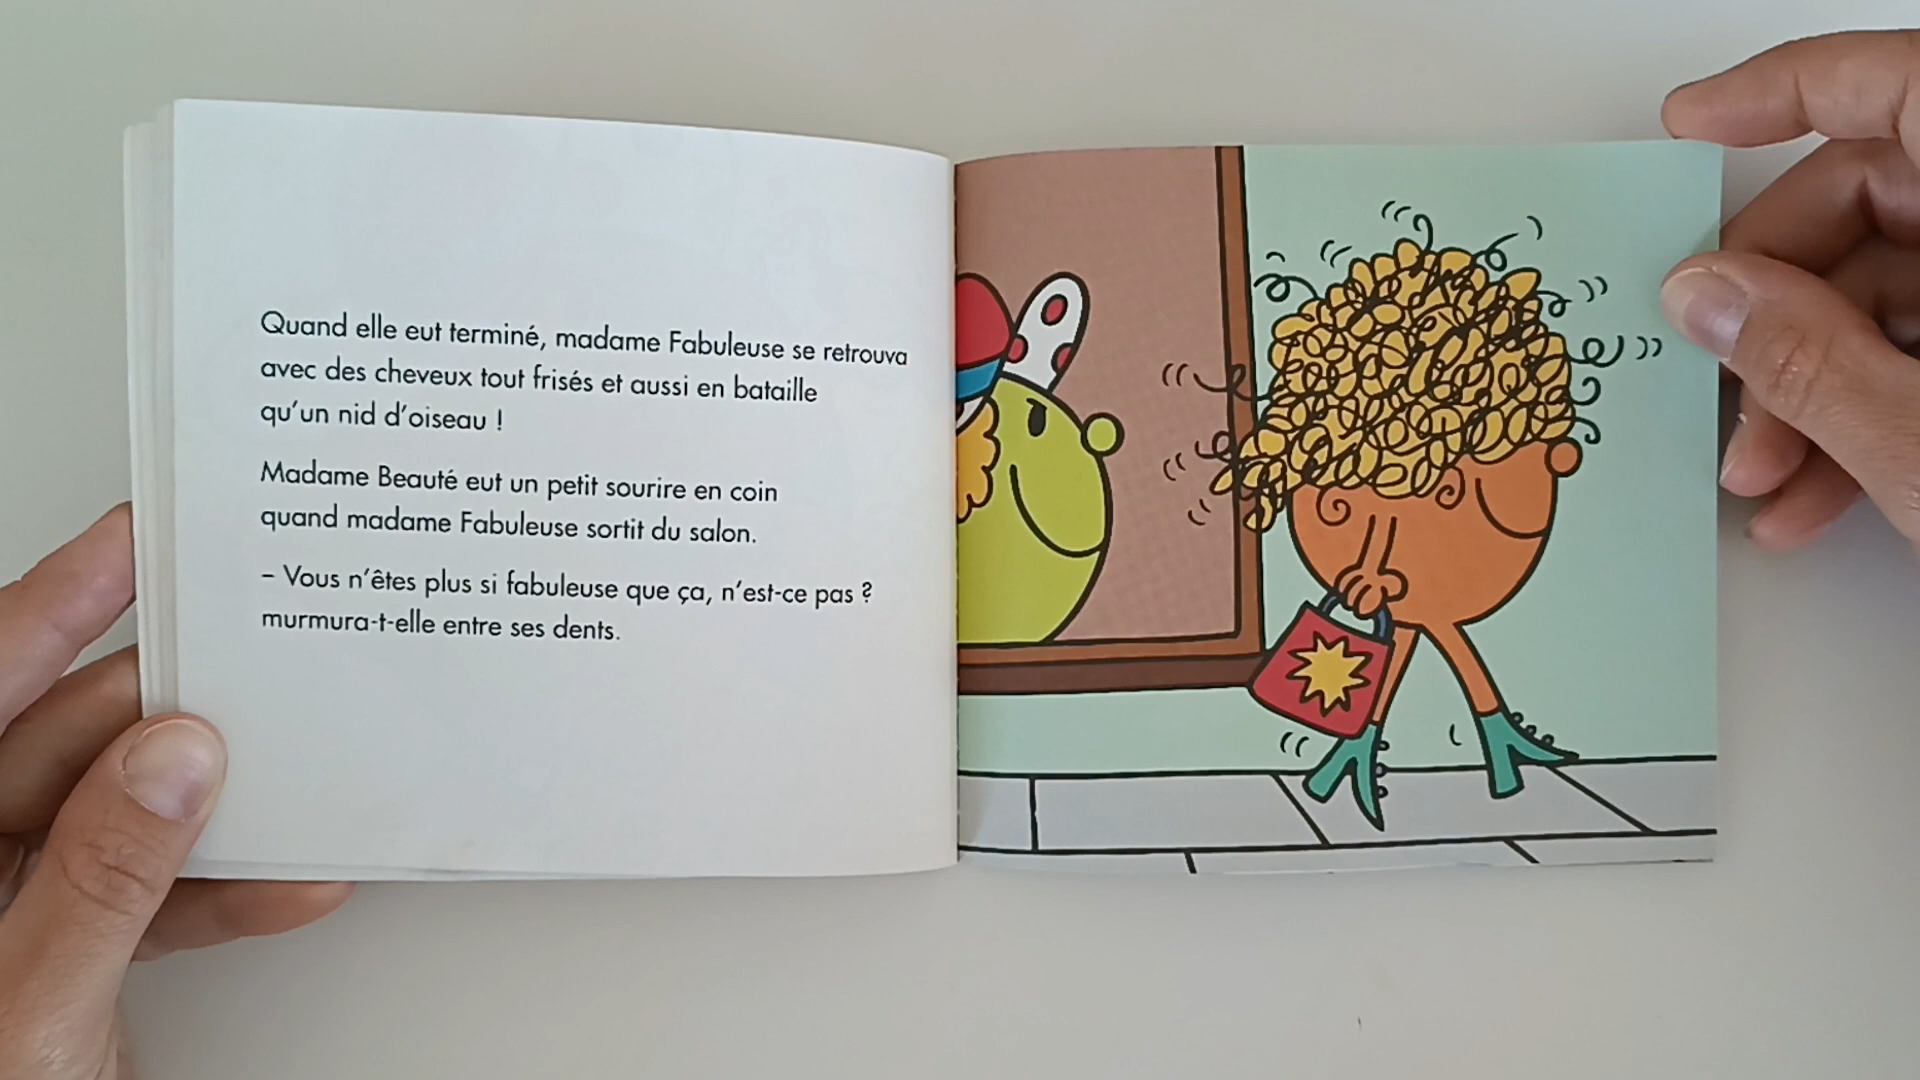 Quand elle eut terminé, madame Fabuleuse se retrouva
avec des cheveux tout frisés et aussi en bataille
qu'un nid d'oiseau !
Madame Beauté eut un petit sourire en coin
quand madame Fabuleuse sortit du salon.
– Vous n'êtes plus si fabuleuse que ça, n'est-ce pas ?
murmura-t-elle entre ses dents.